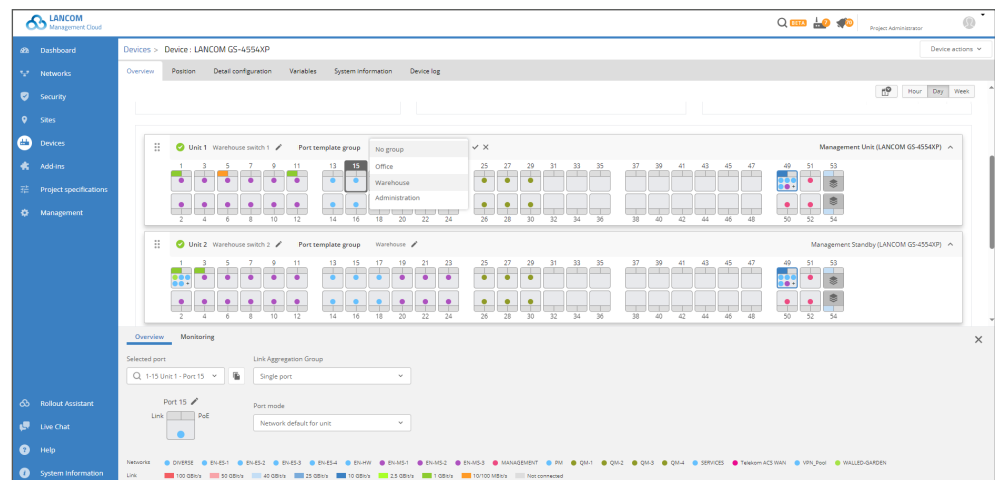 LANCOM
Management Cloud
BETA
Project Administrator
Dashboard
Networks
Security
Sites
Devices
Add-ins
Project specifications
Management
Rollout Assistant
Live Chat
Help
System Information
Devices > Device : LANCOM GS-4554XP
Device actions
Overview Position Detail configuration Variables System information Device log
Hour Day Week
Unit 1 Warehouse switch 1 Port template group No group Management Unit (LANCOM GS-4554XP)
Office
Warehouse
Administration
1 3 5 7 9 11 13 15 25 27 29 31 33 35 37 39 41 43 45 47 49 51 53
2 4 6 8 10 12 14 16 18 20 22 24 26 28 30 32 34 36 38 40 42 44 46 48 50 52 54
Unit 2 Warehouse switch 2 Port template group Warehouse Management Standby (LANCOM GS-4554XP)
1 3 5 7 9 11 13 15 17 19 21 23 25 27 29 31 33 35 37 39 41 43 45 47 49 51 53
2 4 6 8 10 12 14 16 18 20 22 24 26 28 30 32 34 36 38 40 42 44 46 48 50 52 54
Overview Monitoring
Selected port Link Aggregation Group
1-15 Unit 1 - Port 15 Single port
Port 15
Link PoE
Port mode
Network default for unit
Networks DIVERSE EN-ES-1 EN-ES-2 EN-ES-3 EN-ES-4 EN-HW EN-MS-1 EN-MS-2 EN-MS-3 MANAGEMENT PM QM-1 QM-2 QM-3 QM-4 SERVICES Telekom ACS WAN VPN_Pool WALLED-GARDEN
Link 100 GBit/s 50 GBit/s 40 GBit/s 25 GBit/s 10 GBit/s 2.5 GBit/s 1 GBit/s 10/100 MBit/s Not connected